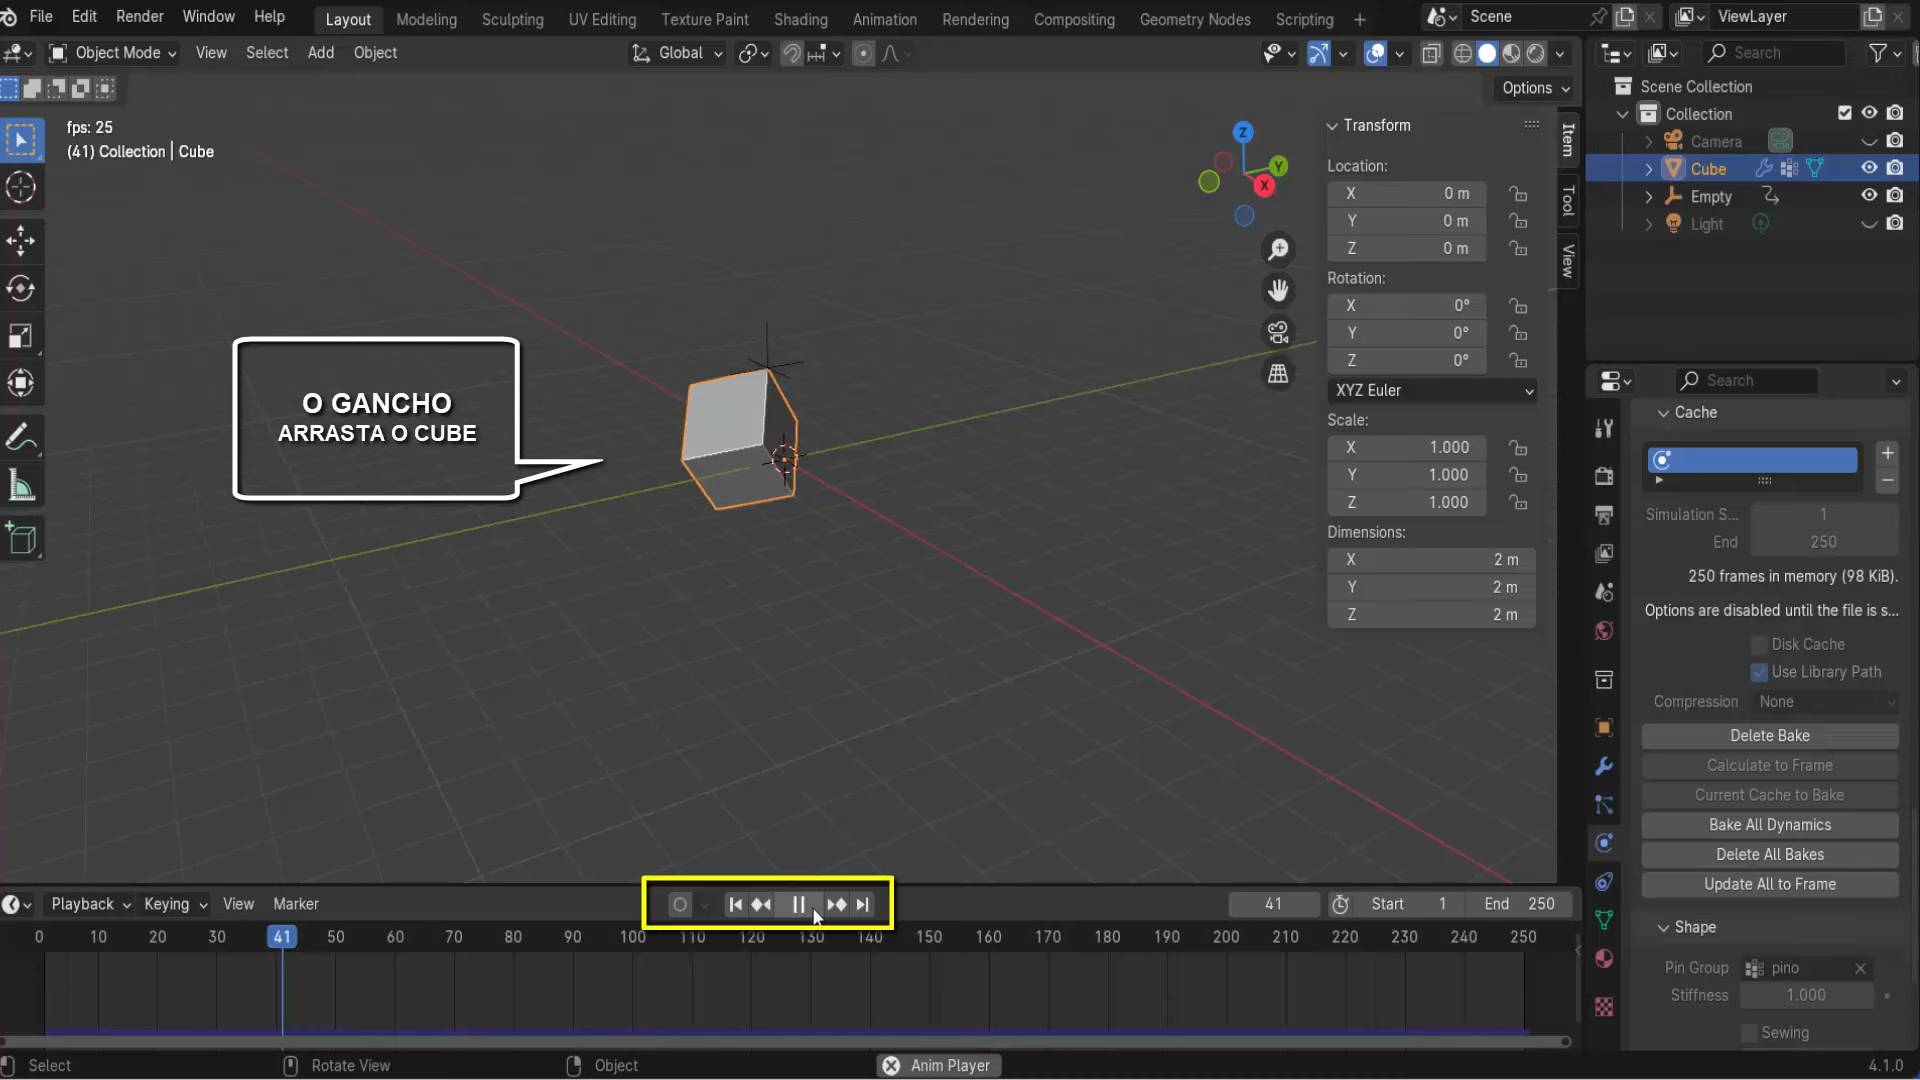 File Edit Render Window Help Layout Modeling Sculpting UV Editing Texture Paint Shading Animation Rendering Compositing Geometry Nodes Scripting + Scene ViewLayer
Object Mode View Select Add Object Global Search
Options
fps: 25
(41) Collection | Cube
O GANCHO
ARRASTA O CUBE
Z
Y
X
Transform
Location:
X 0 m
Y 0 m
Z 0 m
Rotation:
X 0°
Y 0°
Z 0°
XYZ Euler
Scale:
X 1.000
Y 1.000
Z 1.000
Dimensions:
X 2 m
Y 2 m
Z 2 m
Item
Tool
View
Scene Collection
Collection
Camera
Cube
Empty
Light
Search
Cache
Simulation S... 1
End 250
250 frames in memory (98 KiB).
Options are disabled until the file is s...
Disk Cache
Use Library Path
Compression None
Delete Bake
Calculate to Frame
Current Cache to Bake
Bake All Dynamics
Delete All Bakes
Update All to Frame
Shape
Pin Group pino
Stiffness 1.000
Sewing
Playback Keying View Marker 41 Start 1 End 250
0 10 20 30 41 50 60 70 80 90 100 110 120 130 140 150 160 170 180 190 200 210 220 230 240 250
Select Rotate View Object Anim Player 4.1.0